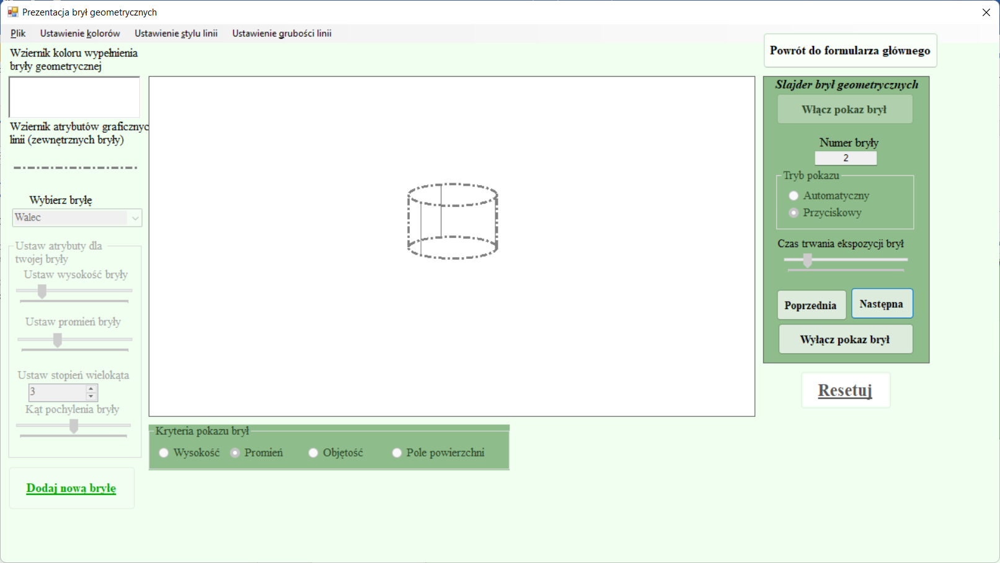 Prezentacja brył geometrycznych
Plik Ustawienie kolorów Ustawienie stylu linii Ustawienie grubości linii
Wziernik koloru wypełnienia
bryły geometrycznej
Powrót do formularza głównego
Wziernik atrybutów graficznyc
linii (zewnętrznych bryły)
Wybierz bryłę
Walec
Ustaw atrybuty dla
twojej bryły
Ustaw wysokość bryły
Ustaw promień bryły
Ustaw stopień wielokąta
3
Kąt pochylenia bryły
Dodaj nową bryłę
Kryteria pokazu brył
Wysokość Promień Objętość Pole powierzchni
Slajder brył geometrycznych
Włącz pokaz brył
Numer bryły
2
Tryb pokazu
Automatyczny
Przyciskowy
Czas trwania ekspozycji brył
Poprzednia Następna
Wyłącz pokaz brył
Resetuj